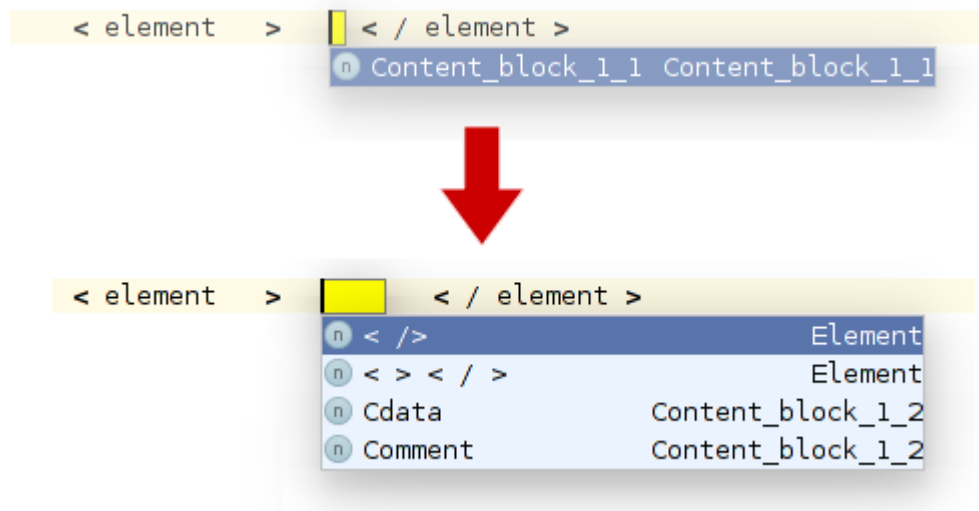 < element > < / element >
n Content_block_1_1 Content_block_1_1
< element > < / element >
n < /> Element
n < > < / > Element
n Cdata Content_block_1_2
n Comment Content_block_1_2